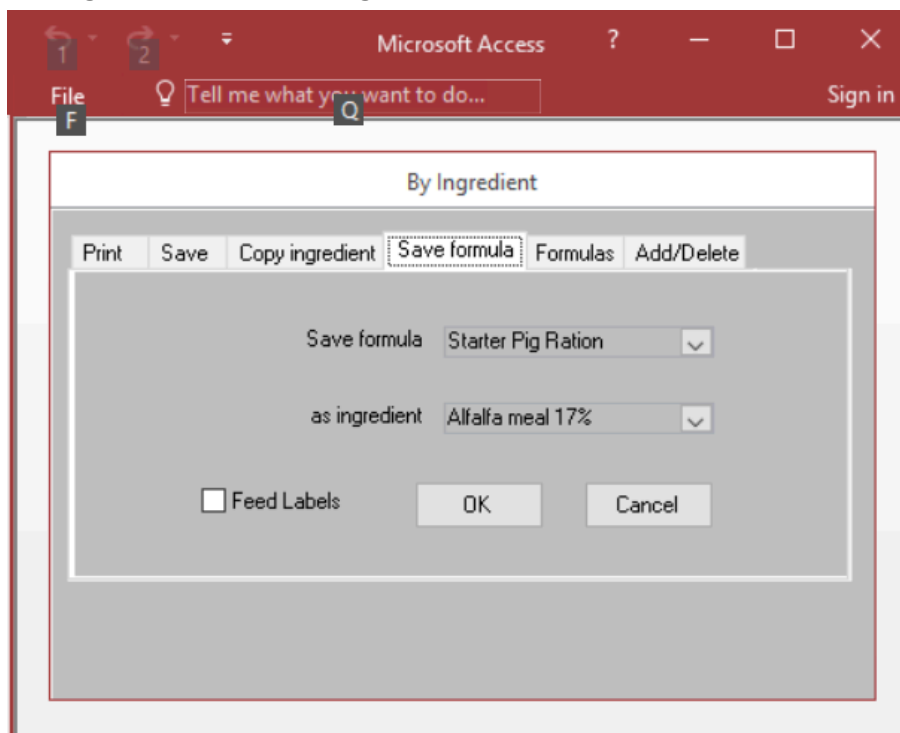 1 2 Microsoft Access ?
File Tell me what you want to do... Sign in
F Q
By Ingredient
Print Save Copy ingredient Save formula Formulas Add/Delete
Save formula Starter Pig Ration
as ingredient Alfalfa meal 17%
Feed Labels OK Cancel